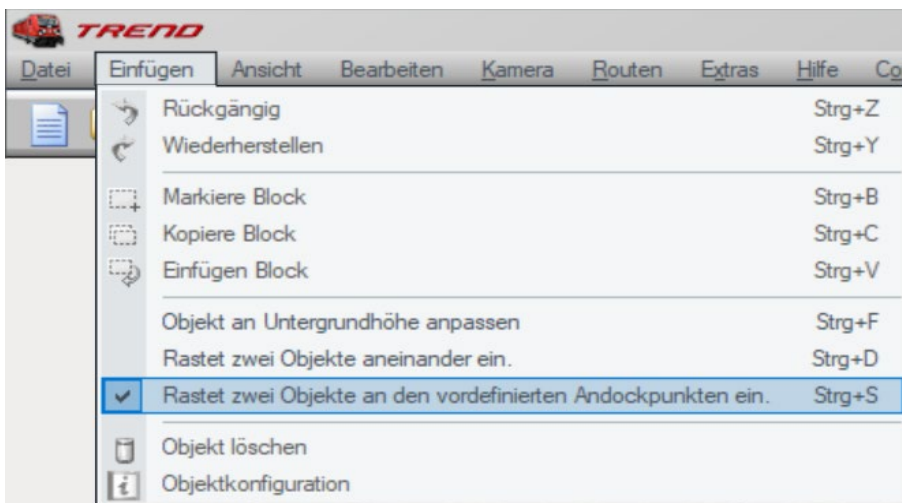 TREND
Datei Einfügen Ansicht Bearbeiten Kamera Routen Extras Hilfe Co
Rückgängig Strg+Z
Wiederherstellen Strg+Y
Markiere Block Strg+B
Kopiere Block Strg+C
Einfügen Block Strg+V
Objekt an Untergrundhöhe anpassen Strg+F
Rastet zwei Objekte aneinander ein. Strg+D
Rastet zwei Objekte an den vordefinierten Andockpunkten ein. Strg+S
Objekt löschen
Objektkonfiguration